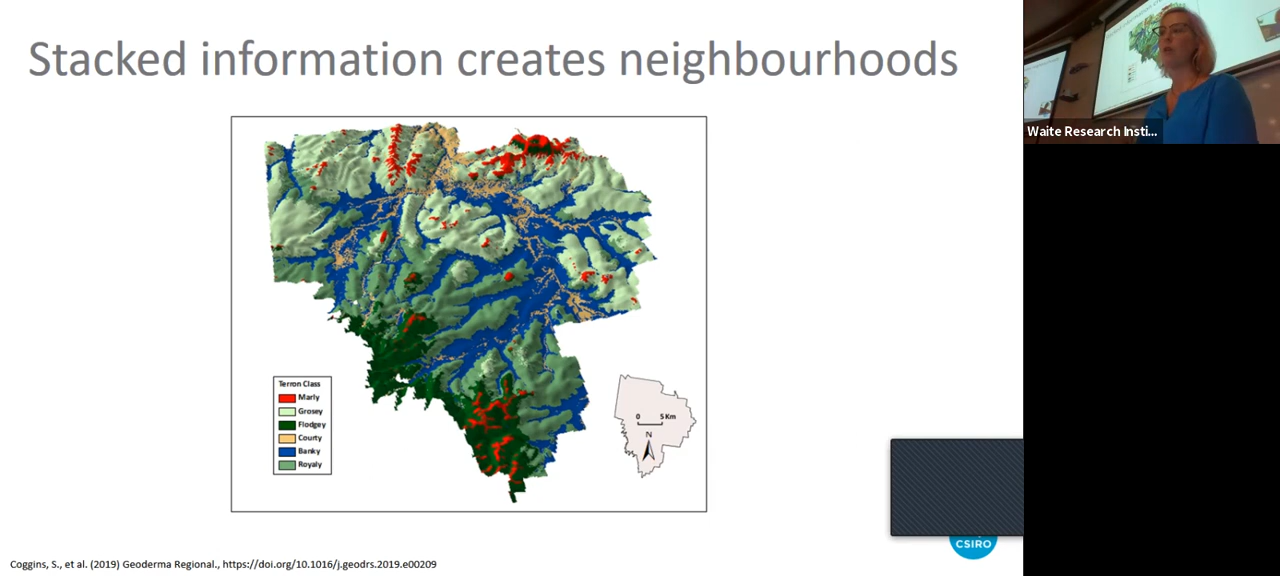 Stacked information creates neighbourhoods
Waite Research Insti...
Terron Class
Marly
Grosey
Flodgey
Courty
Banky
Royaly
0 5 Km
N
CSIRO
Coggins, S., et al. (2019) Geoderma Regional., https://doi.org/10.1016/j.geodrs.2019.e00209